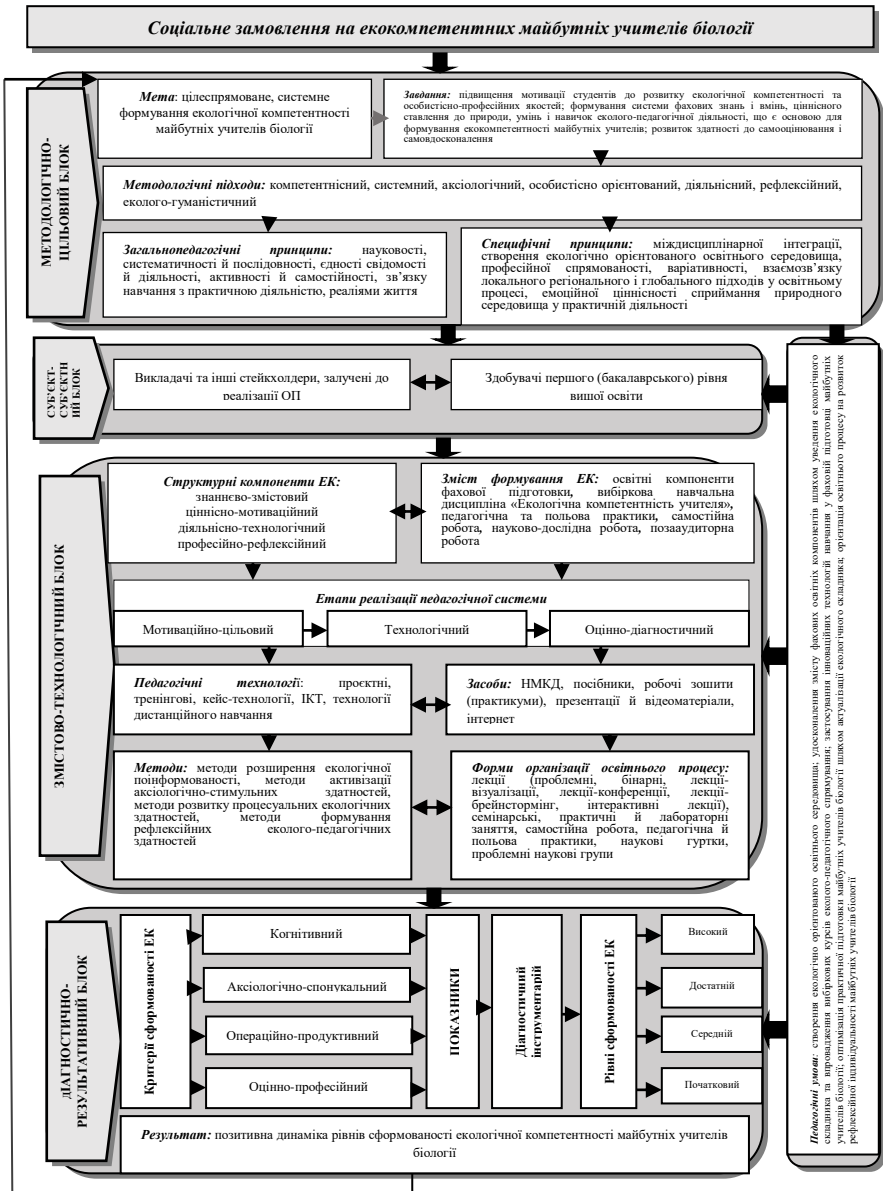 Соціальне замовлення на екокомпетентних майбутніх учителів біології
МЕТОДОЛОГІЧНО-
ЦІЛЬОВИЙ БЛОК
Мета: цілеспрямоване, системне
формування екологічної компетентності
майбутніх учителів біології
Завдання: підвищення мотивації студентів до розвитку екологічної компетентності та
особистісно-професійних якостей; формування системи фахових знань і вмінь, ціннісного
ставлення до природи, умінь і навичок еколого-педагогічної діяльності, що є основою для
формування екокомпетентності майбутніх учителів; розвиток здатності до самооцінювання і
самовдосконалення
Методологічні підходи: компетентнісний, системний, аксіологічний, особистісно орієнтований, діяльнісний, рефлексійний,
еколого-гуманістичний
Загальнопедагогічні принципи: науковості,
систематичності й послідовності, єдності свідомості
й діяльності, активності й самостійності, зв’язку
навчання з практичною діяльністю, реаліями життя
Специфічні принципи: міждисциплінарної інтеграції,
створення екологічно орієнтованого освітнього середовища,
професійної спрямованості, варіативності, взаємозв’язку
локального регіонального і глобального підходів у освітньому
процесі, емоційної ціннісності сприймання природного
середовища у практичній діяльності
СУБ’ЄКТ-
СУБ’ЄКТН
ИЙ БЛОК
Викладачі та інші стейкхолдери, залучені до
реалізації ОП
Здобувачі першого (бакалаврського) рівня
вищої освіти
ЗМІСТОВО-ТЕХНОЛОГІЧНИЙ БЛОК
Структурні компоненти ЕК:
знаннєво-змістовий
ціннісно-мотиваційний
діяльнісно-технологічний
професійно-рефлексійний
Зміст формування ЕК: освітні компоненти
фахової підготовки, вибіркова навчальна
дисципліна «Екологічна компетентність учителя»,
педагогічна та польова практики, самостійна
робота, науково-дослідна робота, позааудиторна
робота
Етапи реалізації педагогічної системи
Мотиваційно-цільовий
Технологічний
Оцінно-діагностичний
Педагогічні технології: проєктні,
тренінгові, кейс-технології, ІКТ, технології
дистанційного навчання
Засоби: НМКД, посібники, робочі зошити
(практикуми), презентації й відеоматеріали,
інтернет
Методи: методи розширення екологічної
поінформованості, методи активізації
аксіологічно-стимульних здатностей,
методи розвитку процесуальних екологічних
здатностей, методи формування
рефлексійних еколого-педагогічних
здатностей
Форми організації освітнього процесу:
лекції (проблемні, бінарні, лекції-
візуалізації, лекції-конференції, лекції-
брейнстормінг, інтерактивні лекції),
семінарські, практичні й лабораторні
заняття, самостійна робота, педагогічна й
польова практики, наукові гуртки,
проблемні наукові групи
ДІАГНОСТИЧНО-
РЕЗУЛЬТАТИВНИЙ БЛОК
Критерії сформованості ЕК
Когнітивний
Аксіологічно-спонукальний
Операційно-продуктивний
Оцінно-професійний
ПОКАЗНИКИ
Діагностичний
інструментарій
Рівні сформованості ЕК
Високий
Достатній
Середній
Початковий
Результат: позитивна динаміка рівнів сформованості екологічної компетентності майбутніх учителів
біології
Педагогічні умови: створення екологічно орієнтованого освітнього середовища; удосконалення змісту фахових освітніх компонентів шляхом уведення екологічного
складника та впровадження вибіркових курсів еколого-педагогічного спрямування; застосування інноваційних технологій навчання у фаховій підготовці майбутніх
учителів біології; оптимізація практичної підготовки майбутніх учителів біології шляхом актуалізації екологічного складника; орієнтація освітнього процесу на розвиток
рефлексійної індивідуальності майбутніх учителів біології